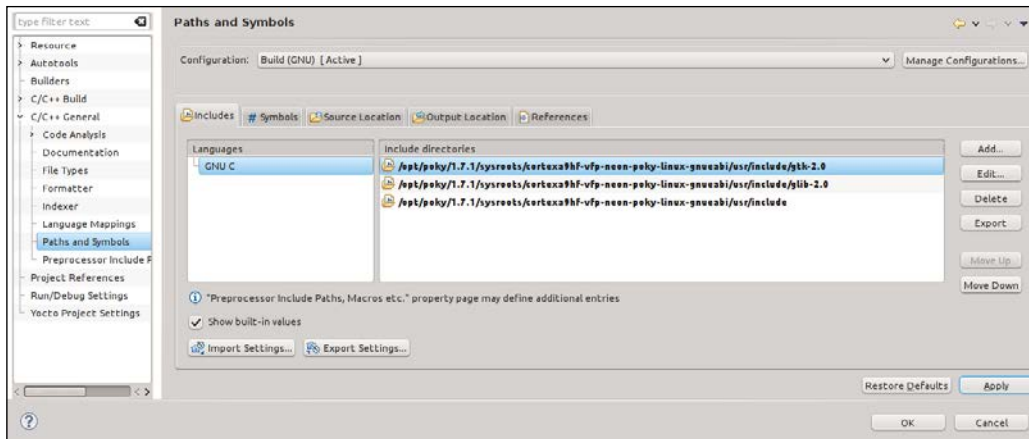 type filter text
Resource
Autotools
Builders
C/C++ Build
C/C++ General
Code Analysis
Documentation
File Types
Formatter
Indexer
Language Mappings
Paths and Symbols
Preprocessor Include P
Project References
Run/Debug Settings
Yocto Project Settings
Paths and Symbols
Configuration: Build (GNU) [ Active ]
Manage Configurations...
Includes # Symbols Source Location Output Location References
Languages
GNU C
Include directories
/opt/poky/1.7.1/sysroots/cortexa9hf-vfp-neon-poky-linux-gnueabi/usr/include/gtk-2.0
/opt/poky/1.7.1/sysroots/cortexa9hf-vfp-neon-poky-linux-gnueabi/usr/include/glib-2.0
/opt/poky/1.7.1/sysroots/cortexa9hf-vfp-neon-poky-linux-gnueabi/usr/include
Add...
Edit...
Delete
Export
Move Up
Move Down
"Preprocessor Include Paths, Macros etc." property page may define additional entries
Show built-in values
Import Settings... Export Settings...
Restore Defaults Apply
OK Cancel